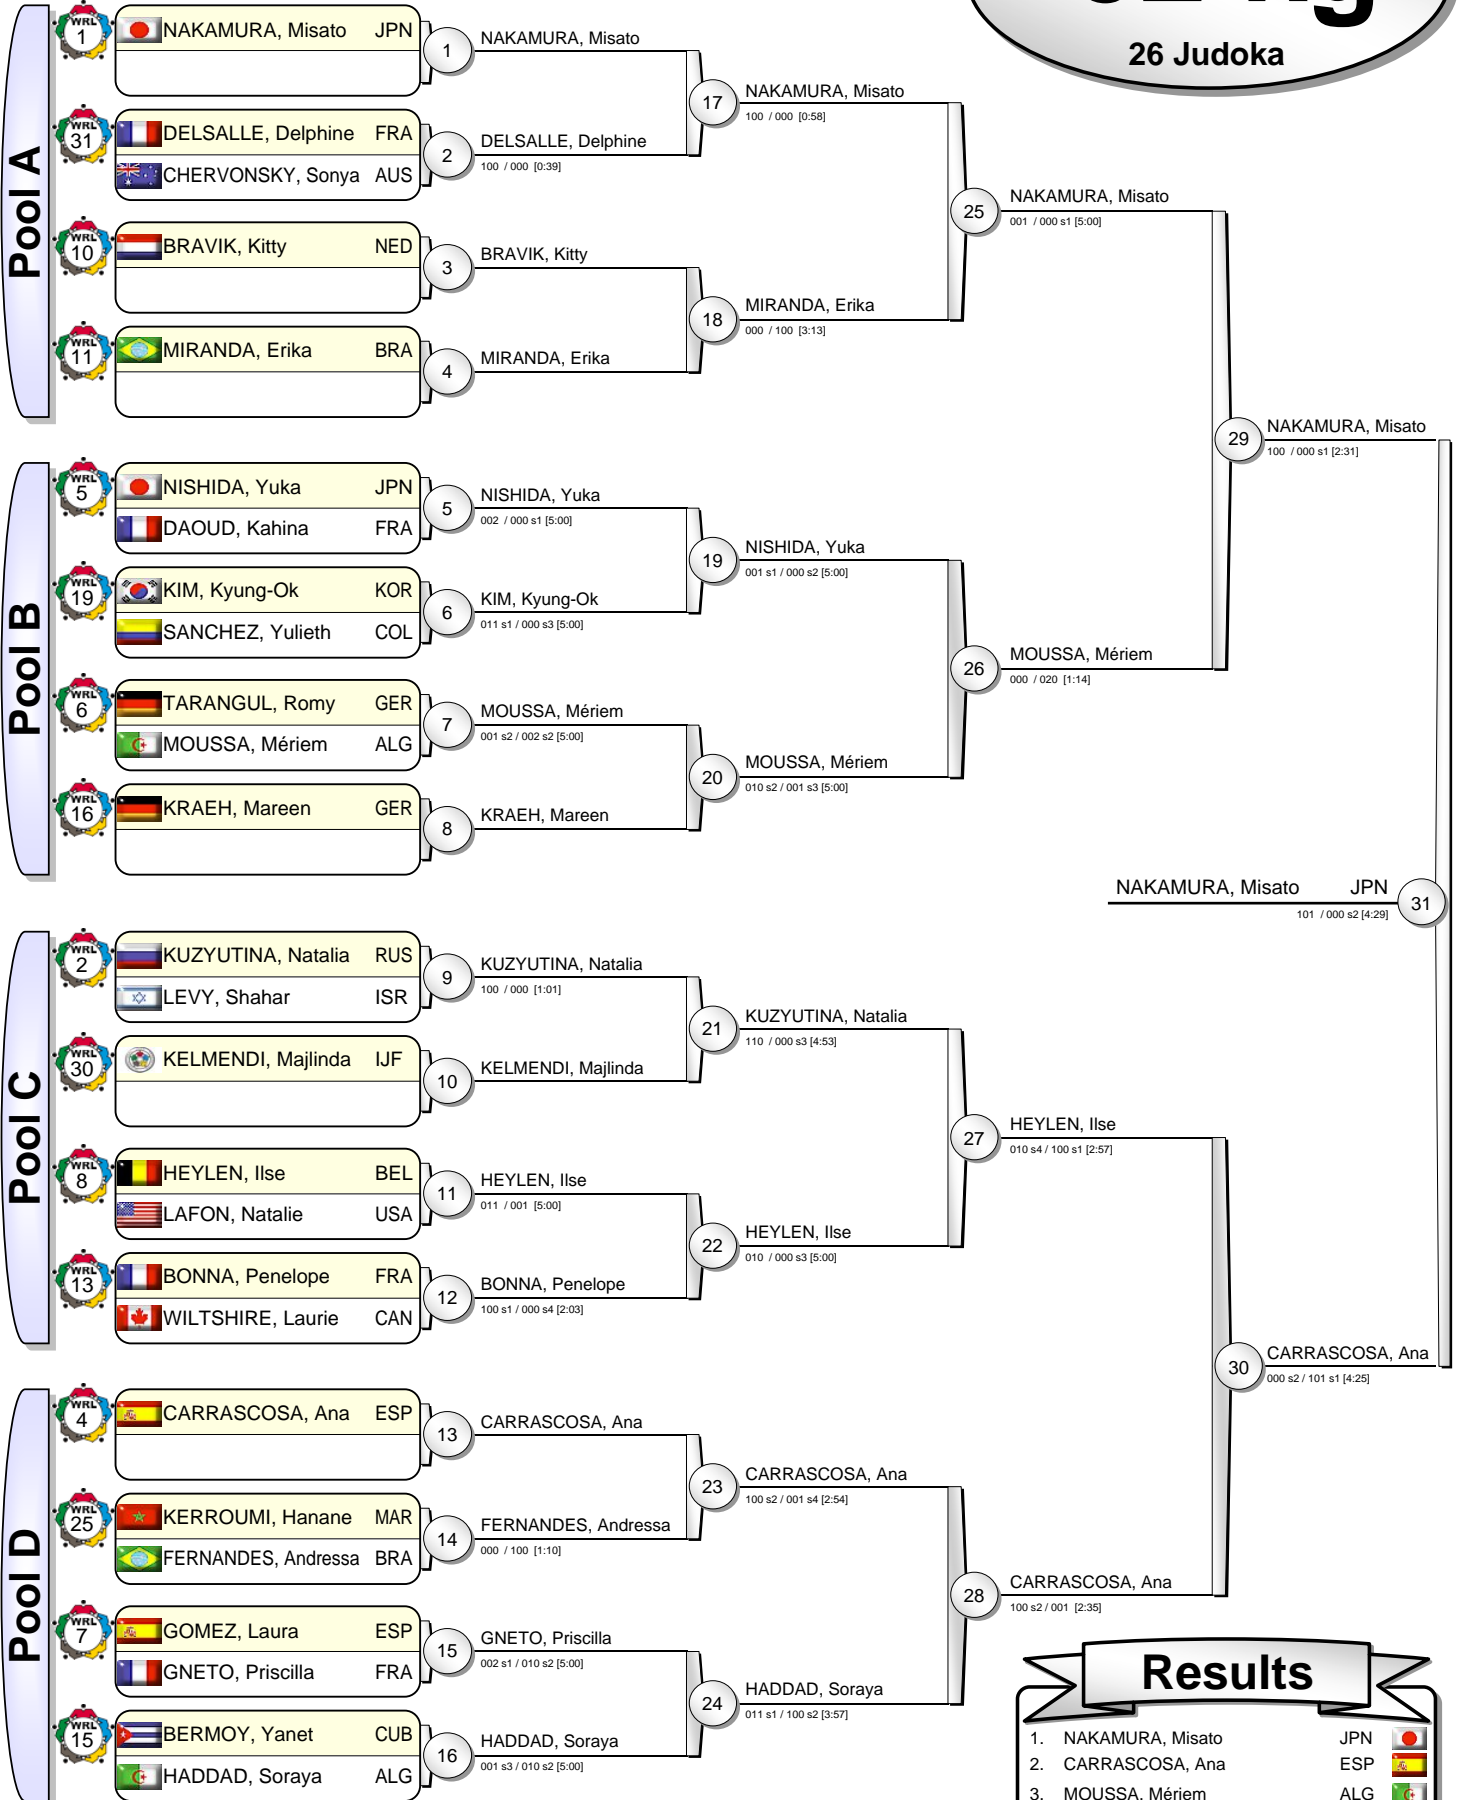 26 Judoka
Pool A
WRL 1 NAKAMURA, Misato JPN
WRL 31 DELSALLE, Delphine FRA
CHERVONSKY, Sonya AUS
WRL 10 BRAVIK, Kitty NED
WRL 11 MIRANDA, Erika BRA
1 NAKAMURA, Misato
2 DELSALLE, Delphine
100 / 000 [0:39]
3 BRAVIK, Kitty
4 MIRANDA, Erika
17 NAKAMURA, Misato
100 / 000 [0:58]
18 MIRANDA, Erika
000 / 100 [3:13]
25 NAKAMURA, Misato
001 / 000 s1 [5:00]
Pool B
WRL 5 NISHIDA, Yuka JPN
DAOUD, Kahina FRA
WRL 19 KIM, Kyung-Ok KOR
SANCHEZ, Yulieth COL
WRL 6 TARANGUL, Romy GER
MOUSSA, Mériem ALG
WRL 16 KRAEH, Mareen GER
5 NISHIDA, Yuka
002 / 000 s1 [5:00]
6 KIM, Kyung-Ok
011 s1 / 000 s3 [5:00]
7 MOUSSA, Mériem
001 s2 / 002 s2 [5:00]
8 KRAEH, Mareen
19 NISHIDA, Yuka
001 s1 / 000 s2 [5:00]
20 MOUSSA, Mériem
010 s2 / 001 s3 [5:00]
26 MOUSSA, Mériem
000 / 020 [1:14]
29 NAKAMURA, Misato
100 / 000 s1 [2:31]
NAKAMURA, Misato JPN 31
101 / 000 s2 [4:29]
Pool C
WRL 2 KUZYUTINA, Natalia RUS
LEVY, Shahar ISR
WRL 30 KELMENDI, Majlinda IJF
WRL 8 HEYLEN, Ilse BEL
LAFON, Natalie USA
WRL 13 BONNA, Penelope FRA
WILTSHIRE, Laurie CAN
9 KUZYUTINA, Natalia
100 / 000 [1:01]
10 KELMENDI, Majlinda
11 HEYLEN, Ilse
011 / 001 [5:00]
12 BONNA, Penelope
100 s1 / 000 s4 [2:03]
21 KUZYUTINA, Natalia
110 / 000 s3 [4:53]
22 HEYLEN, Ilse
010 / 000 s3 [5:00]
27 HEYLEN, Ilse
010 s4 / 100 s1 [2:57]
Pool D
WRL 4 CARRASCOSA, Ana ESP
WRL 25 KERROUMI, Hanane MAR
FERNANDES, Andressa BRA
WRL 7 GOMEZ, Laura ESP
GNETO, Priscilla FRA
WRL 15 BERMOY, Yanet CUB
HADDAD, Soraya ALG
13 CARRASCOSA, Ana
14 FERNANDES, Andressa
000 / 100 [1:10]
15 GNETO, Priscilla
002 s1 / 010 s2 [5:00]
16 HADDAD, Soraya
001 s3 / 010 s2 [5:00]
23 CARRASCOSA, Ana
100 s2 / 001 s4 [2:54]
24 HADDAD, Soraya
011 s1 / 100 s2 [3:57]
28 CARRASCOSA, Ana
100 s2 / 001 [2:35]
30 CARRASCOSA, Ana
000 s2 / 101 s1 [4:25]
Results
1. NAKAMURA, Misato JPN
2. CARRASCOSA, Ana ESP
3. MOUSSA, Mériem ALG